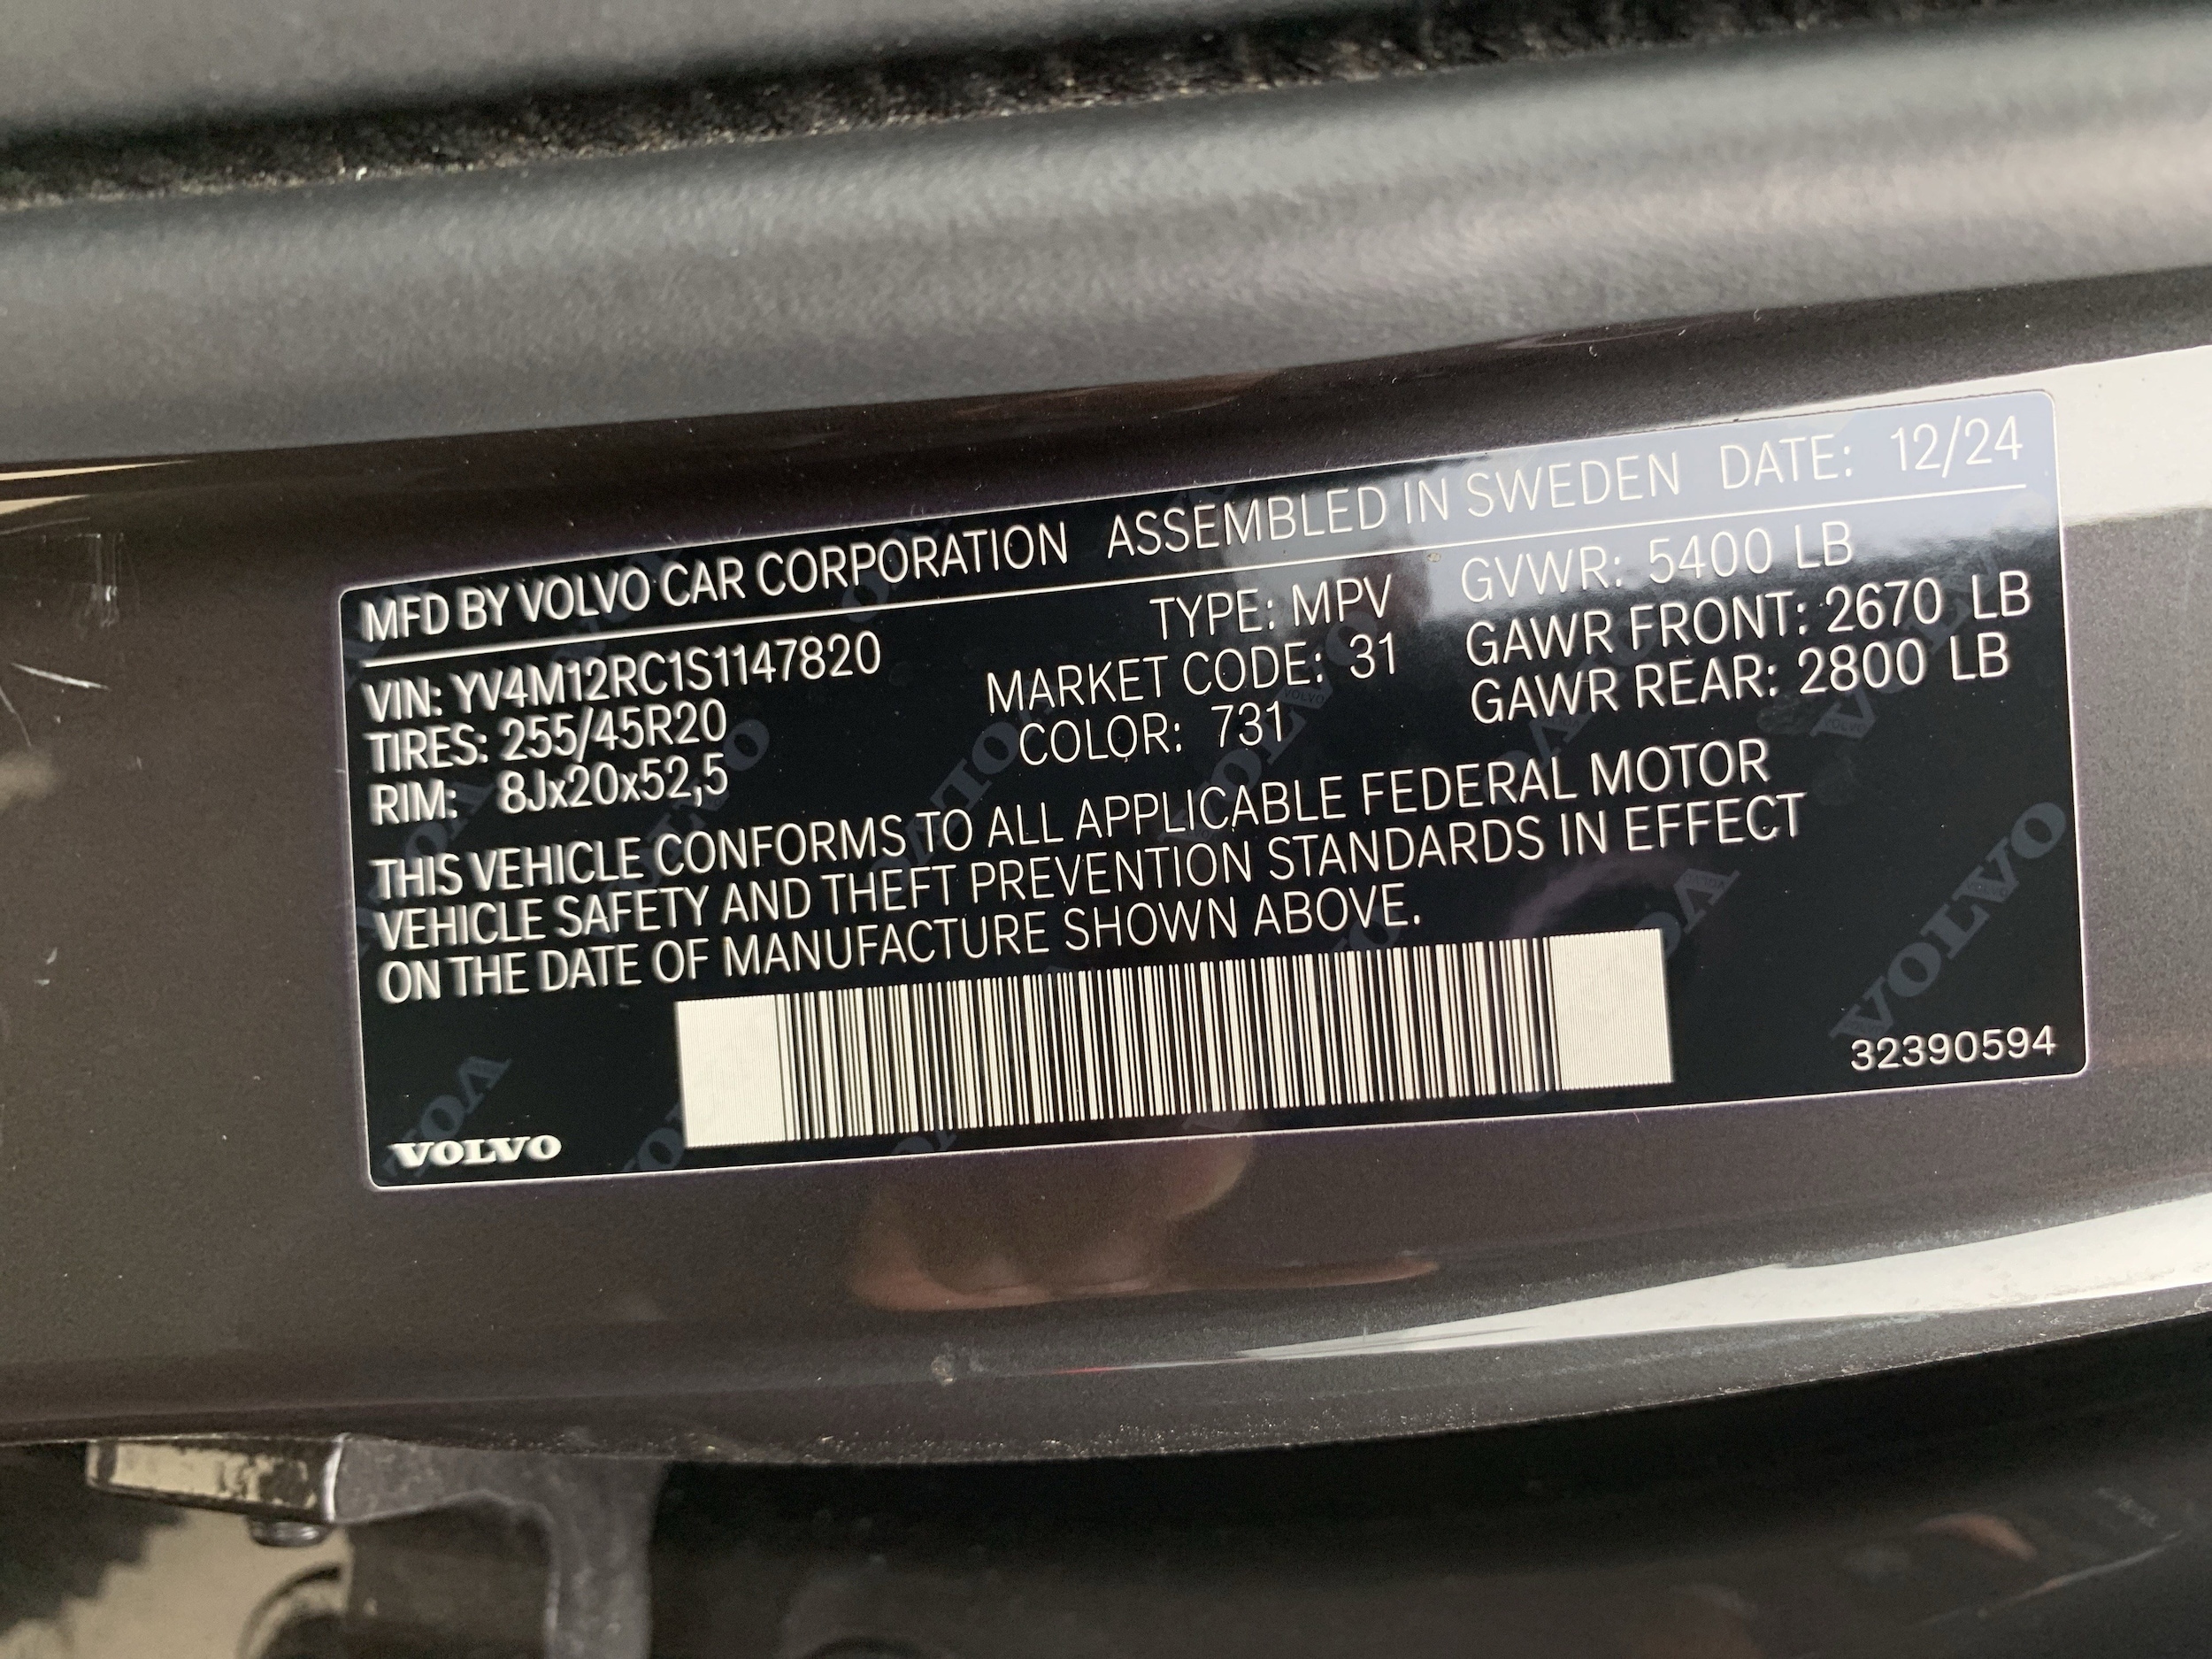 MFD BY VOLVO CAR CORPORATION ASSEMBLED IN SWEDEN DATE: 12/24
VIN: YV4M12RC1S1147820 TYPE: MPV GVWR: 5400 LB
TIRES: 255/45R20 MARKET CODE: 31 GAWR FRONT: 2670 LB
RIM: 8Jx20x52,5 COLOR: 731 GAWR REAR: 2800 LB
THIS VEHICLE CONFORMS TO ALL APPLICABLE FEDERAL MOTOR
VEHICLE SAFETY AND THEFT PREVENTION STANDARDS IN EFFECT
ON THE DATE OF MANUFACTURE SHOWN ABOVE.
32390594
VOLVO